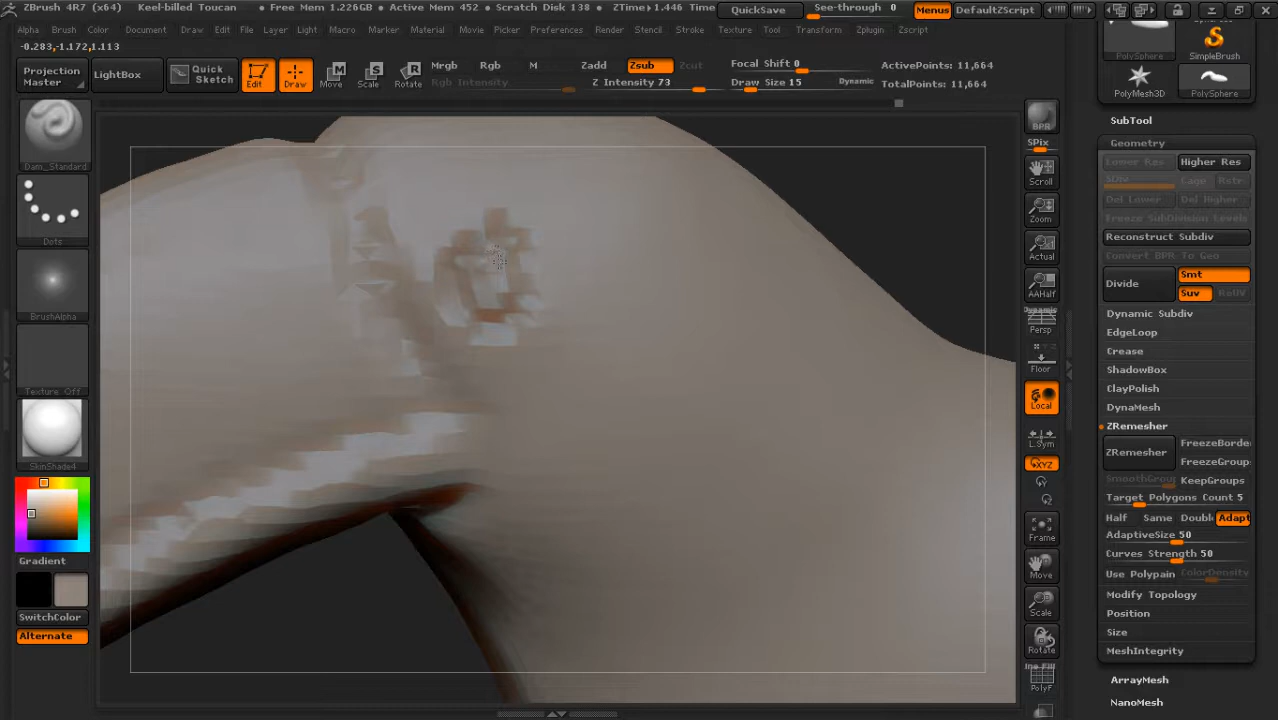 ZBrush 4R7 (x64)
Keel-billed Toucan
• Free Mem 1.226GB • Active Mem 452 • Scratch Disk 138 • ZTime▸1.446 Time
QuickSave
See-through 0
Menus
DefaultZScript
Alpha Brush Color Document Draw Edit File Layer Light Macro Marker Material Movie Picker Preferences Render Stencil Stroke Texture Tool Transform Zplugin Zscript
-0.283,-1.172,1.113
Projection
Master
LightBox
Quick
Sketch
Edit
Draw
Move
Scale
Rotate
Mrgb Rgb M
Rgb Intensity
Zadd Zsub Zcut
Z Intensity 73
Focal Shift 0
Draw Size 15 Dynamic
ActivePoints: 11,664
TotalPoints: 11,664
Dam_Standard
Dots
BrushAlpha
Texture Off
SkinShade4
Gradient
SwitchColor
Alternate
BPR
SPix
Scroll
Zoom
Actual
AAHalf
Dynamic
Persp
Floor
Local
L.Sym
XYZ
Frame
Move
Scale
Rotate
Line Fill
PolyF
PolySphere
SimpleBrush
PolyMesh3D
PolySphere
SubTool
Geometry
Lower Res Higher Res
SDiv Cage Rstr
Del Lower Del Higher
Freeze SubDivision Levels
Reconstruct Subdiv
Convert BPR To Geo
Divide
Smt
Suv ReUV
Dynamic Subdiv
EdgeLoop
Crease
ShadowBox
ClayPolish
DynaMesh
ZRemesher
ZRemesher
FreezeBorde
FreezeGroup
SmoothGrou KeepGroups
Target Polygons Count 5
Half Same Doubl Adapt
AdaptiveSize 50
Curves Strength 50
Use Polypain ColorDensity
Modify Topology
Position
Size
MeshIntegrity
ArrayMesh
NanoMesh